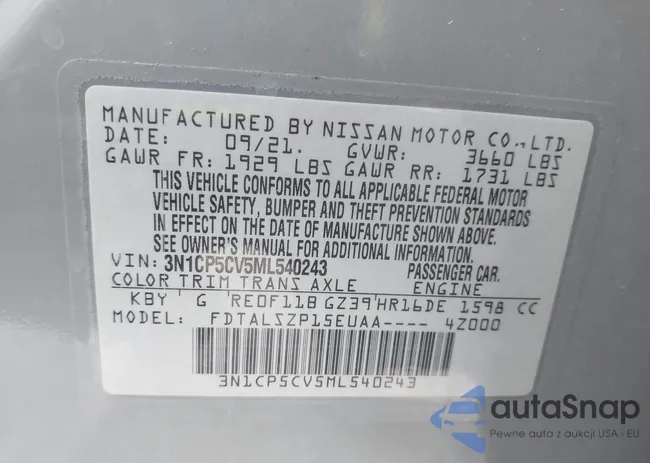 MANUFACTURED BY NISSAN MOTOR CO.,LTD.
DATE: 09/21. GVWR: 3660 LBS
GAWR FR: 1929 LBS GAWR RR: 1731 LBS
THIS VEHICLE CONFORMS TO ALL APPLICABLE FEDERAL MOTOR
VEHICLE SAFETY, BUMPER AND THEFT PREVENTION STANDARDS
IN EFFECT ON THE DATE OF MANUFACTURE SHOWN ABOVE.
SEE OWNER'S MANUAL FOR ADDITIONAL INFORMATION.
VIN: 3N1CP5CV5ML540243 PASSENGER CAR.
COLOR TRIM TRANS AXLE ENGINE
KBY G RE0F11B GZ39 HR16DE 1598 CC
MODEL: FDTALSZP15EUAA---- 4Z000
3N1CP5CV5ML540243
autaSnap
Pewne auta z aukcji USA i EU